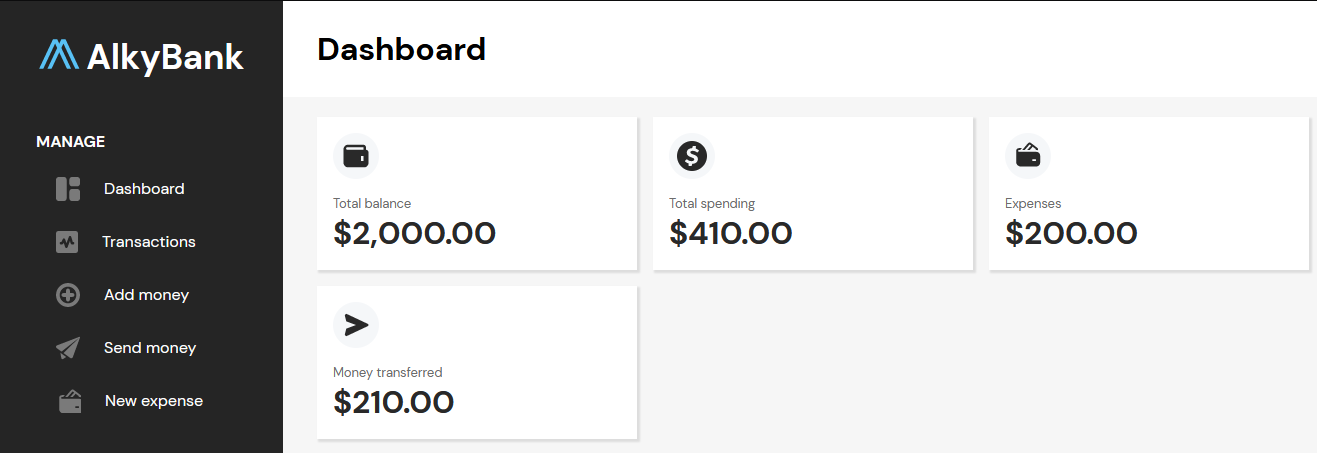 AlkyBank
MANAGE
Dashboard
Transactions
Add money
Send money
New expense
Dashboard
Total balance
$2,000.00
Total spending
$410.00
Expenses
$200.00
Money transferred
$210.00